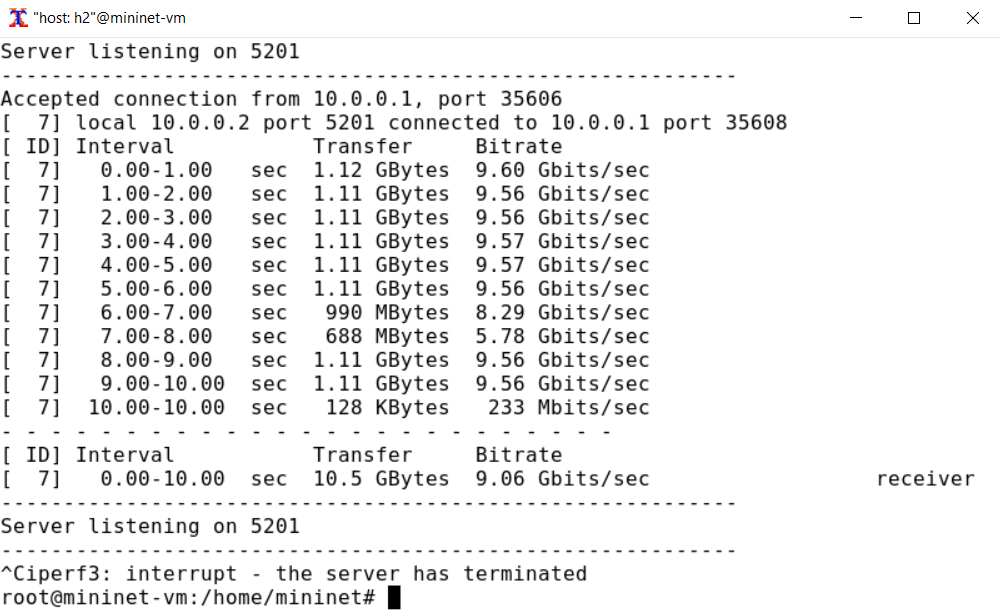 "host: h2"@mininet-vm
Server listening on 5201
-----------------------------------------------------------
Accepted connection from 10.0.0.1, port 35606
[  7] local 10.0.0.2 port 5201 connected to 10.0.0.1 port 35608
[ ID] Interval           Transfer     Bitrate
[  7]   0.00-1.00   sec  1.12 GBytes  9.60 Gbits/sec
[  7]   1.00-2.00   sec  1.11 GBytes  9.56 Gbits/sec
[  7]   2.00-3.00   sec  1.11 GBytes  9.56 Gbits/sec
[  7]   3.00-4.00   sec  1.11 GBytes  9.57 Gbits/sec
[  7]   4.00-5.00   sec  1.11 GBytes  9.57 Gbits/sec
[  7]   5.00-6.00   sec  1.11 GBytes  9.56 Gbits/sec
[  7]   6.00-7.00   sec   990 MBytes  8.29 Gbits/sec
[  7]   7.00-8.00   sec   688 MBytes  5.78 Gbits/sec
[  7]   8.00-9.00   sec  1.11 GBytes  9.56 Gbits/sec
[  7]   9.00-10.00  sec  1.11 GBytes  9.56 Gbits/sec
[  7]  10.00-10.00  sec   128 KBytes   233 Mbits/sec
- - - - - - - - - - - - - - - - - - - - - - - - -
[ ID] Interval           Transfer     Bitrate
[  7]   0.00-10.00  sec  10.5 GBytes  9.06 Gbits/sec                  receiver
-----------------------------------------------------------
Server listening on 5201
-----------------------------------------------------------
^Ciperf3: interrupt - the server has terminated
root@mininet-vm:/home/mininet#